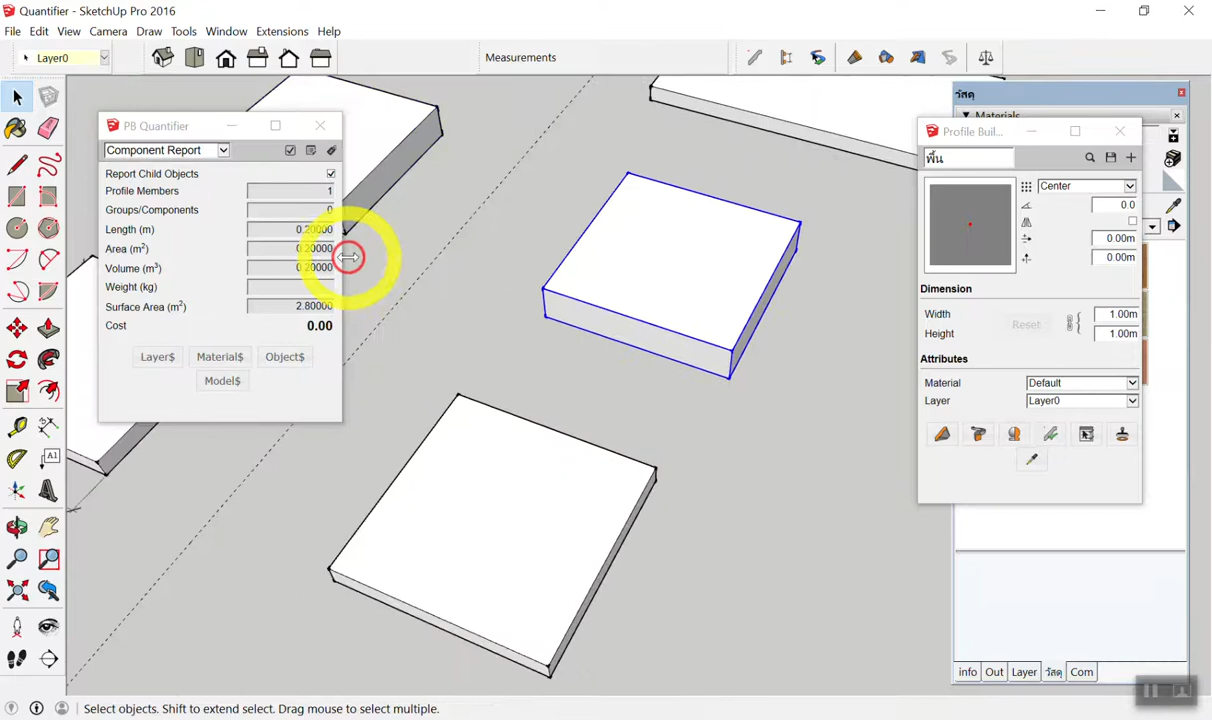 Quantifier - SketchUp Pro 2016
File Edit View Camera Draw Tools Window Extensions Help
Layer0
Measurements
PB Quantifier
Component Report
Report Child Objects
Profile Members 1
Groups/Components 0
Length (m) 0.20000
Area (m²) 0.20000
Volume (m³) 0.20000
Weight (kg)
Surface Area (m²) 2.80000
Cost 0.00
Layer$ Material$ Object$
Model$
วัสดุ
Materials
Profile Buil...
พื้น
Center
0.0
0.00m
0.00m
Dimension
Width 1.00m
Reset
Height 1.00m
Attributes
Material Default
Layer Layer0
info Out Layer วัสดุ Com
A1
Select objects. Shift to extend select. Drag mouse to select multiple.